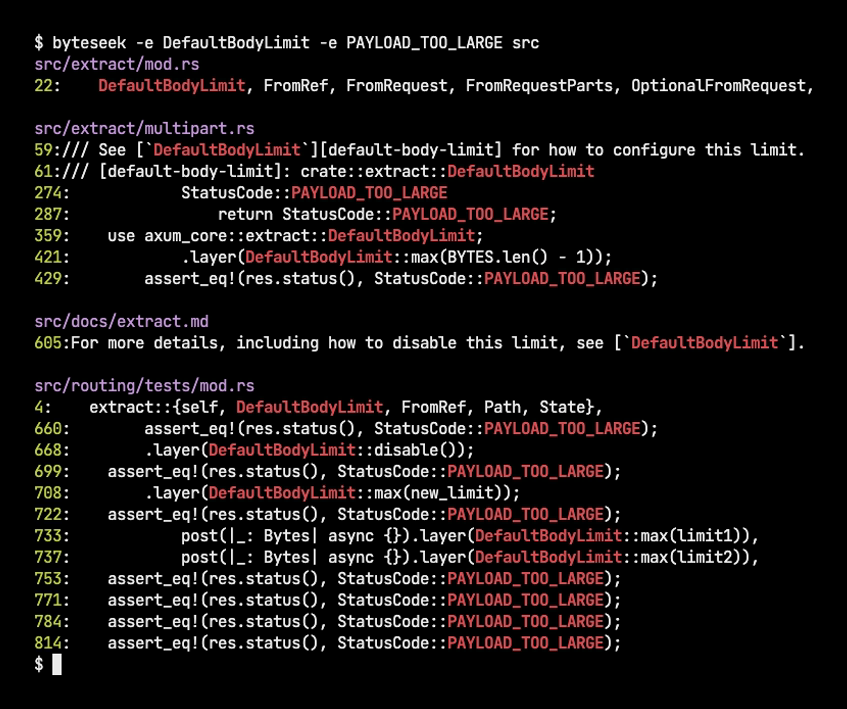 $ byteseek -e DefaultBodyLimit -e PAYLOAD_TOO_LARGE src
src/extract/mod.rs
22:    DefaultBodyLimit, FromRef, FromRequest, FromRequestParts, OptionalFromRequest,

src/extract/multipart.rs
59:/// See [`DefaultBodyLimit`][default-body-limit] for how to configure this limit.
61:/// [default-body-limit]: crate::extract::DefaultBodyLimit
274:            StatusCode::PAYLOAD_TOO_LARGE
287:                return StatusCode::PAYLOAD_TOO_LARGE;
359:    use axum_core::extract::DefaultBodyLimit;
421:            .layer(DefaultBodyLimit::max(BYTES.len() - 1));
429:        assert_eq!(res.status(), StatusCode::PAYLOAD_TOO_LARGE);

src/docs/extract.md
605:For more details, including how to disable this limit, see [`DefaultBodyLimit`].

src/routing/tests/mod.rs
4:    extract::{self, DefaultBodyLimit, FromRef, Path, State},
660:        assert_eq!(res.status(), StatusCode::PAYLOAD_TOO_LARGE);
668:        .layer(DefaultBodyLimit::disable());
699:    assert_eq!(res.status(), StatusCode::PAYLOAD_TOO_LARGE);
708:        .layer(DefaultBodyLimit::max(new_limit));
722:    assert_eq!(res.status(), StatusCode::PAYLOAD_TOO_LARGE);
733:            post(|_: Bytes| async {}).layer(DefaultBodyLimit::max(limit1)),
737:            post(|_: Bytes| async {}).layer(DefaultBodyLimit::max(limit2)),
753:    assert_eq!(res.status(), StatusCode::PAYLOAD_TOO_LARGE);
771:    assert_eq!(res.status(), StatusCode::PAYLOAD_TOO_LARGE);
784:    assert_eq!(res.status(), StatusCode::PAYLOAD_TOO_LARGE);
814:    assert_eq!(res.status(), StatusCode::PAYLOAD_TOO_LARGE);
$